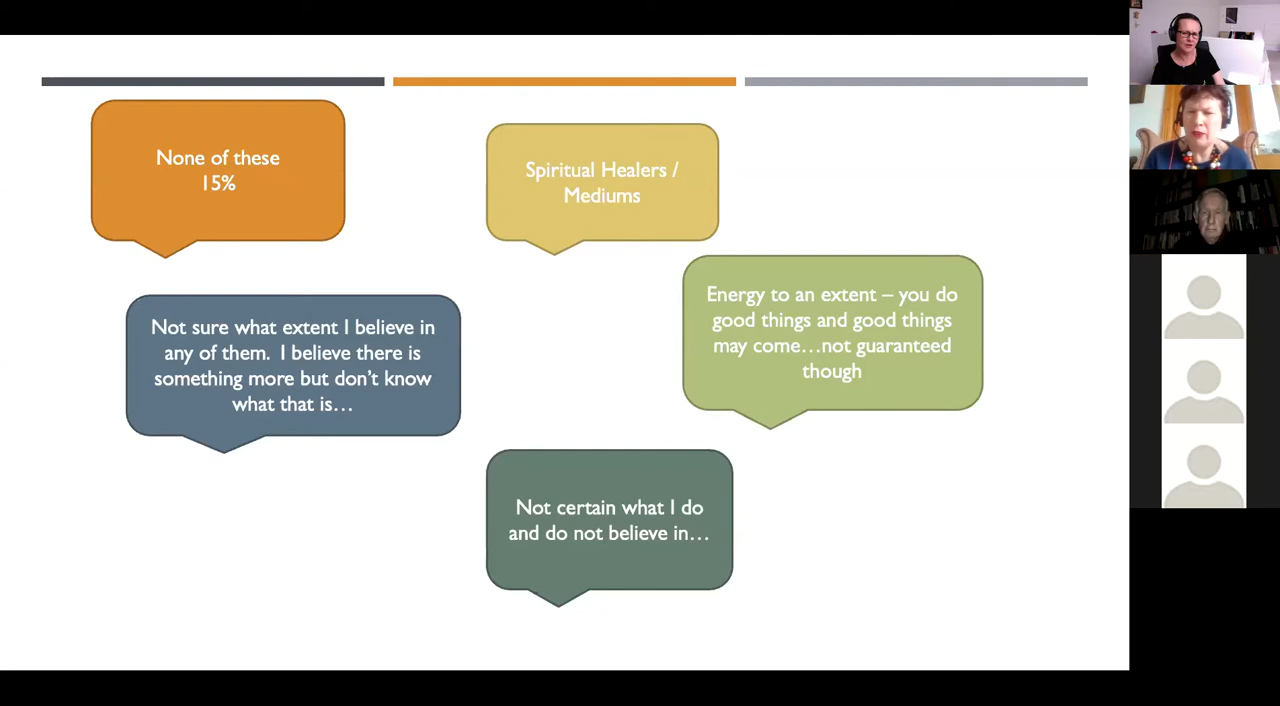 None of these
15%
Spiritual Healers /
Mediums
Energy to an extent – you do
good things and good things
may come…not guaranteed
though
Not sure what extent I believe in
any of them.  I believe there is
something more but don’t know
what that is…
Not certain what I do
and do not believe in…